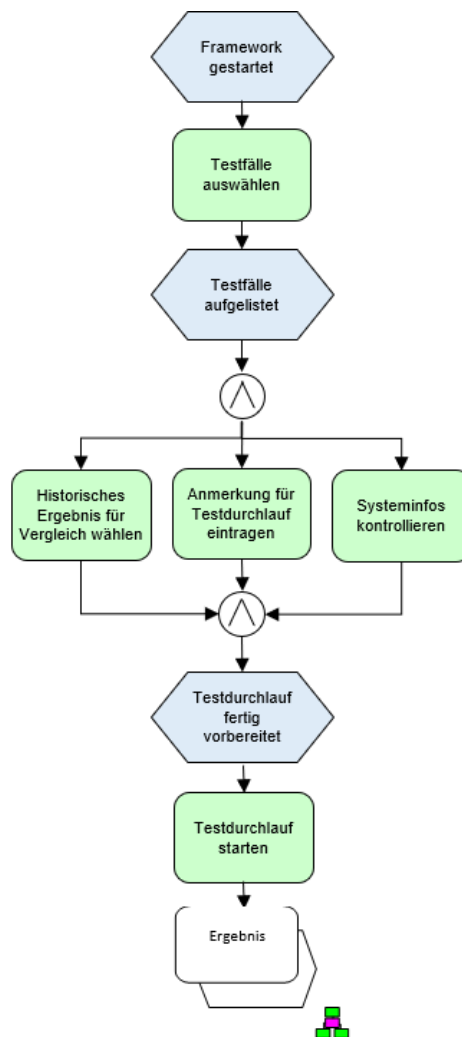 Framework
gestartet
Testfälle
auswählen
Testfälle
aufgelistet
Historisches
Ergebnis für
Vergleich wählen
Anmerkung für
Testdurchlauf
eintragen
Systeminfos
kontrollieren
Testdurchlauf
fertig
vorbereitet
Testdurchlauf
starten
Ergebnis